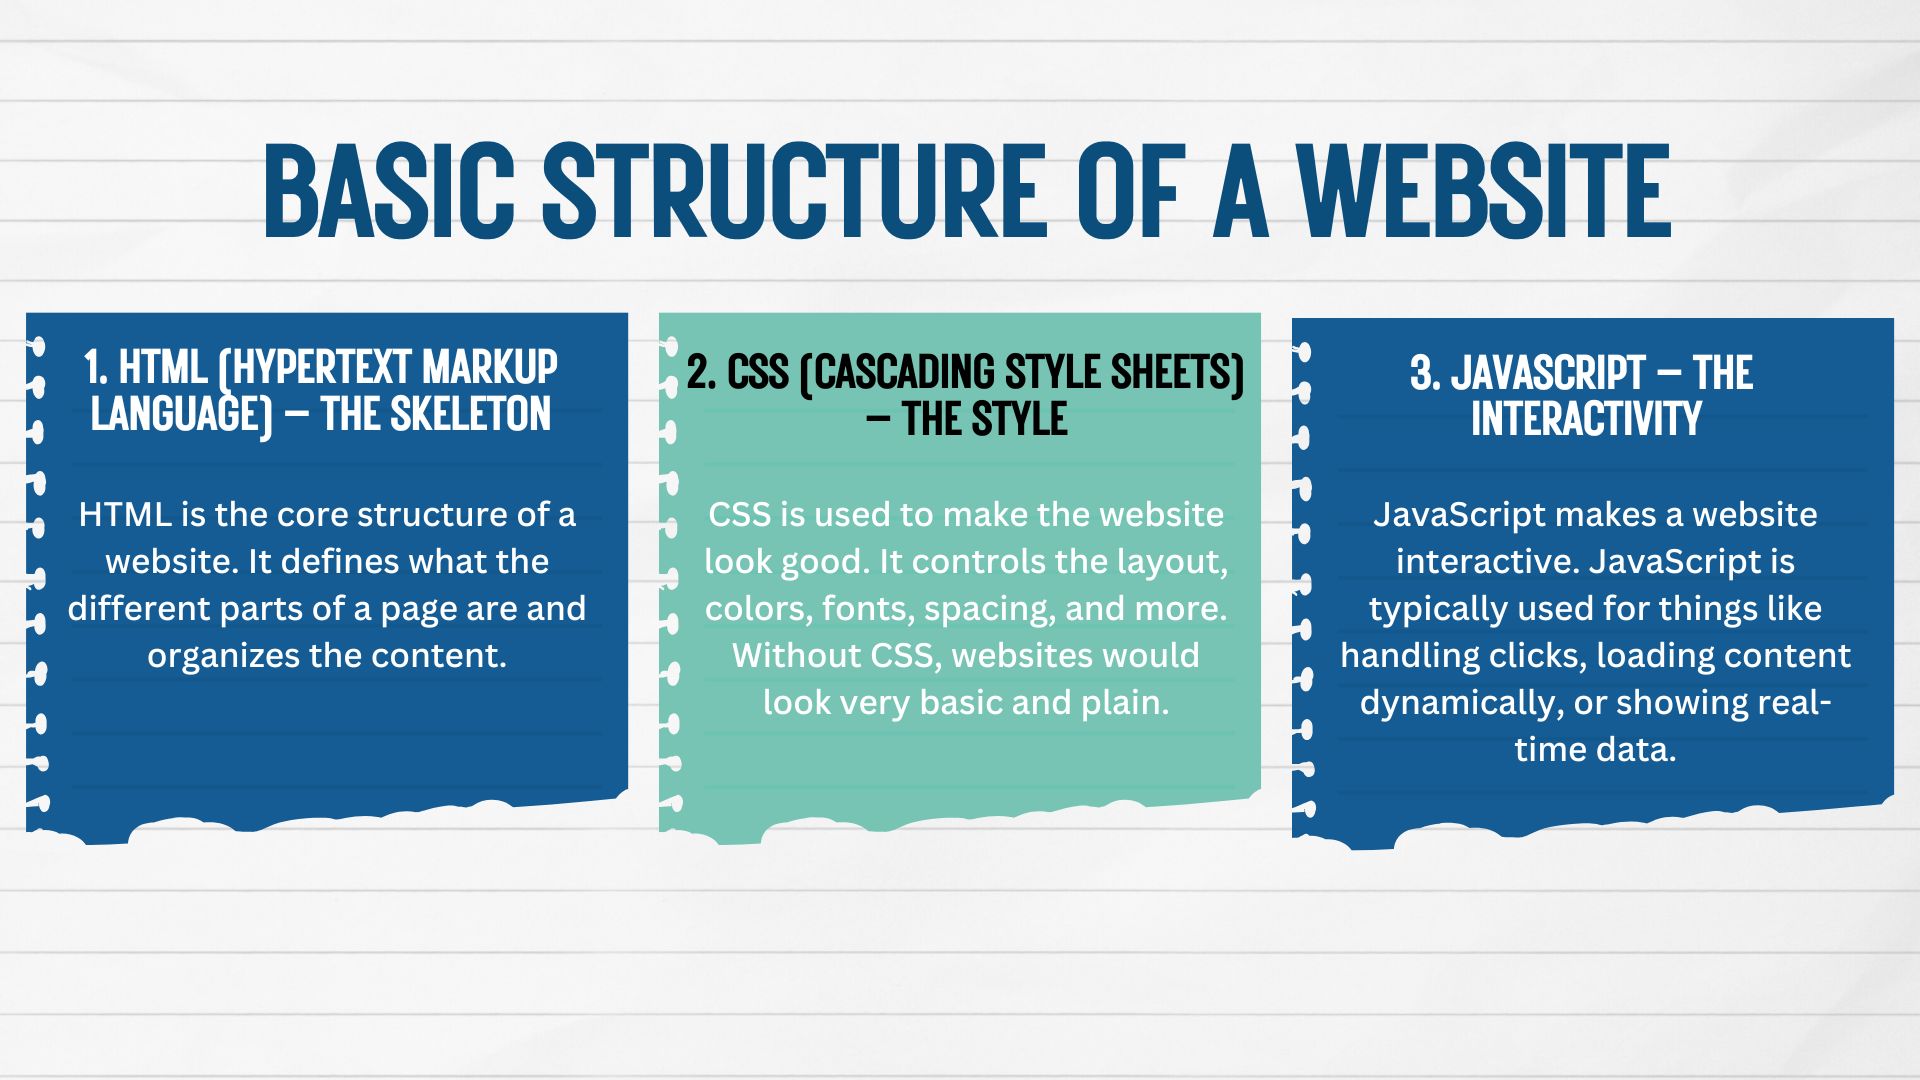 BASIC STRUCTURE OF A WEBSITE
1. HTML (HYPERTEXT MARKUP
LANGUAGE) – THE SKELETON
HTML is the core structure of a
website. It defines what the
different parts of a page are and
organizes the content.
2. CSS (CASCADING STYLE SHEETS)
– THE STYLE
CSS is used to make the website
look good. It controls the layout,
colors, fonts, spacing, and more.
Without CSS, websites would
look very basic and plain.
3. JAVASCRIPT – THE
INTERACTIVITY
JavaScript makes a website
interactive. JavaScript is
typically used for things like
handling clicks, loading content
dynamically, or showing real-
time data.